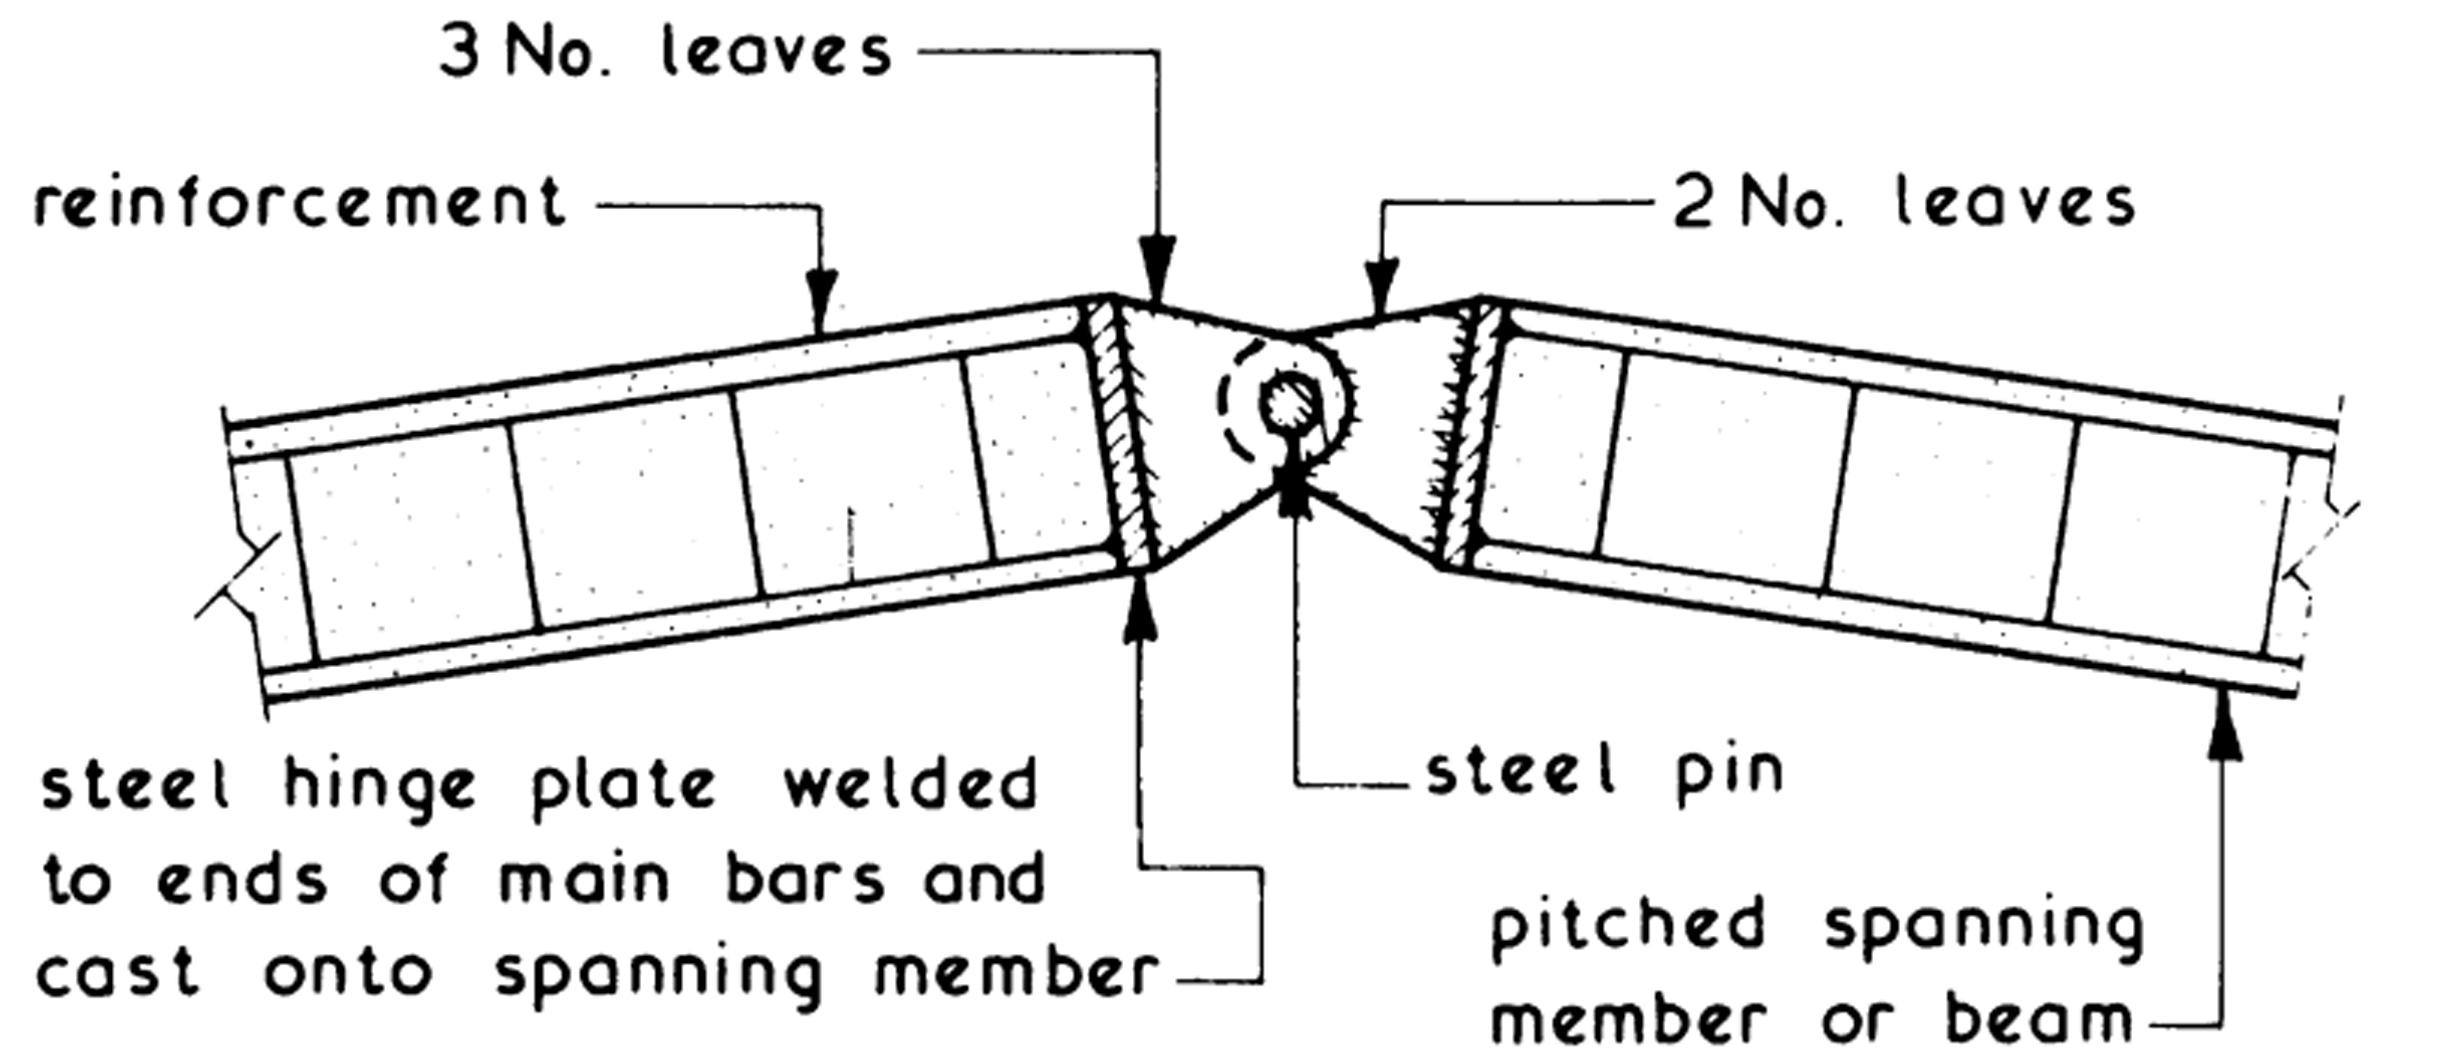 3 No. leaves
reinforcement
2 No. leaves
steel hinge plate welded
to ends of main bars and
cast onto spanning member
steel pin
pitched spanning
member or beam